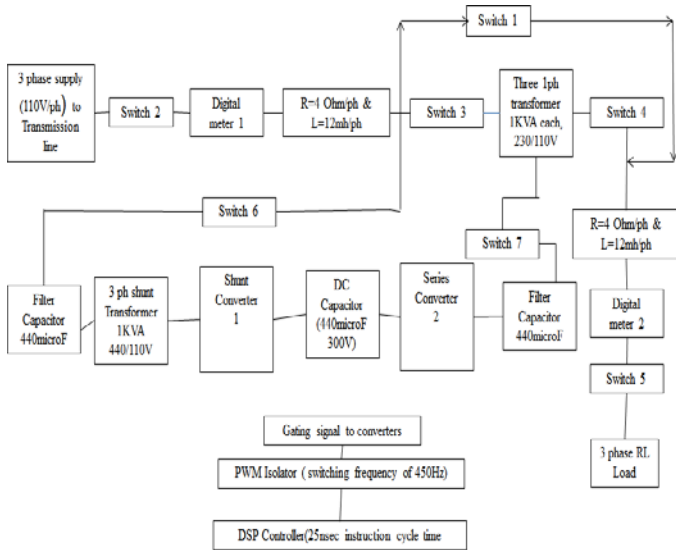 Switch 1
3 phase supply
(110V/ph) to
Transmission
line
Switch 2
Digital
meter 1
R=4 Ohm/ph &
L=12mh/ph
Switch 3
Three 1ph
transformer
1KVA each,
230/110V
Switch 4
Switch 6
Switch 7
R=4 Ohm/ph &
L=12mh/ph
Filter
Capacitor
440microF
3 ph shunt
Transformer
1KVA
440/110V
Shunt
Converter
1
DC
Capacitor
(440microF
300V)
Series
Converter
2
Filter
Capacitor
440microF
Digital
meter 2
Switch 5
3 phase RL
Load
Gating signal to converters
PWM Isolator ( switching frequency of 450Hz)
DSP Controller(25nsec instruction cycle time